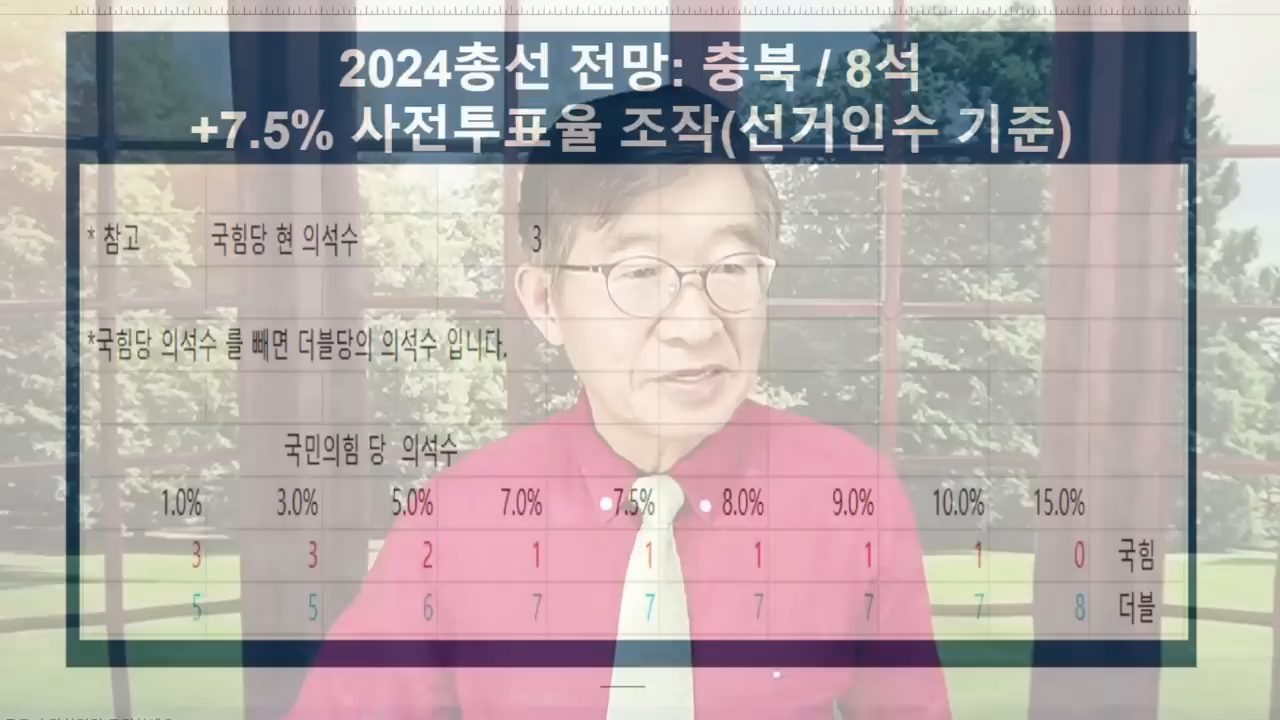 2024총선 전망: 충북 / 8석
+7.5% 사전투표율 조작(선거인수 기준)
* 참고 국힘당 현 의석수 3
*국힘당 의석수 를 빼면 더블당의 의석수 입니다.
국민의힘 당 의석수
1.0% 3.0% 5.0% 7.0% 7.5% 8.0% 9.0% 10.0% 15.0%
3 3 2 1 1 1 1 1 0 국힘
5 5 6 7 7 7 7 7 8 더블